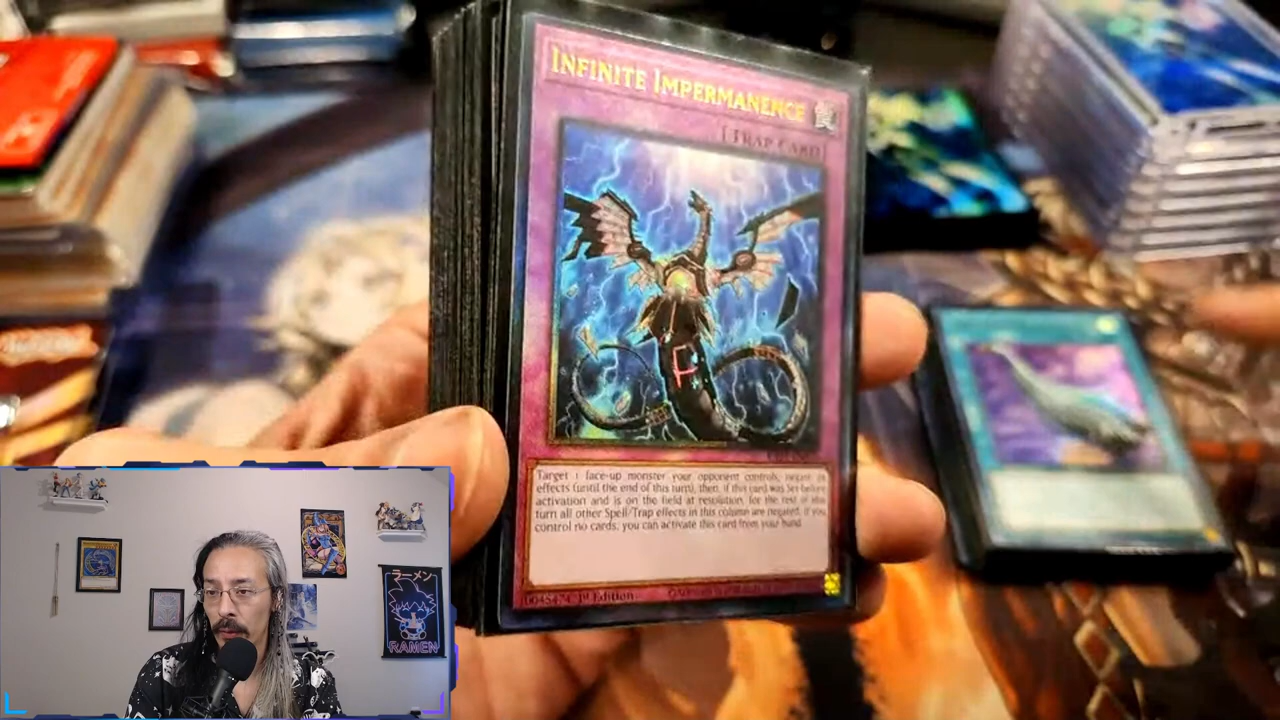 INFINITE IMPERMANENCE
[TRAP CARD]
Target 1 face-up monster your opponent controls; negate its
effects (until the end of this turn), then, if this card was Set before
activation and is on the field at resolution, for the rest of this
turn all other Spell/Trap effects in this column are negated. If you
control no cards, you can activate this card from your hand.
1st Edition
ラーメン
RAMEN